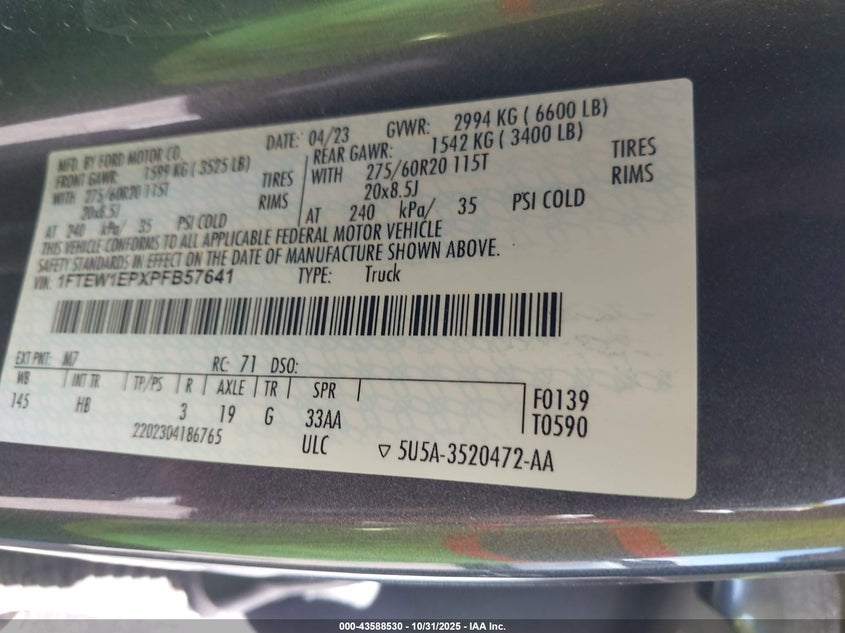 MFD. BY FORD MOTOR CO.
DATE: 04/23 GVWR: 2994 KG ( 6600 LB)
FRONT GAWR: 1599 KG ( 3525 LB)
WITH 275/60R20 115T TIRES
20x8.5J RIMS
AT 240 kPa/ 35 PSI COLD
REAR GAWR: 1542 KG ( 3400 LB)
WITH 275/60R20 115T TIRES
20x8.5J RIMS
AT 240 kPa/ 35 PSI COLD
THIS VEHICLE CONFORMS TO ALL APPLICABLE FEDERAL MOTOR VEHICLE
SAFETY STANDARDS IN EFFECT ON THE DATE OF MANUFACTURE SHOWN ABOVE.
VIN: 1FTEW1EPXPFB57641 TYPE: Truck
EXT PNT: M7 RC: 71 DSO:
WB INT TR TP/PS R AXLE TR SPR
145 HB 3 19 G 33AA
F0139
T0590
2202304186765 ULC ▽ 5U5A-3520472-AA
000-43588530 • 10/31/2025 • IAA Inc.